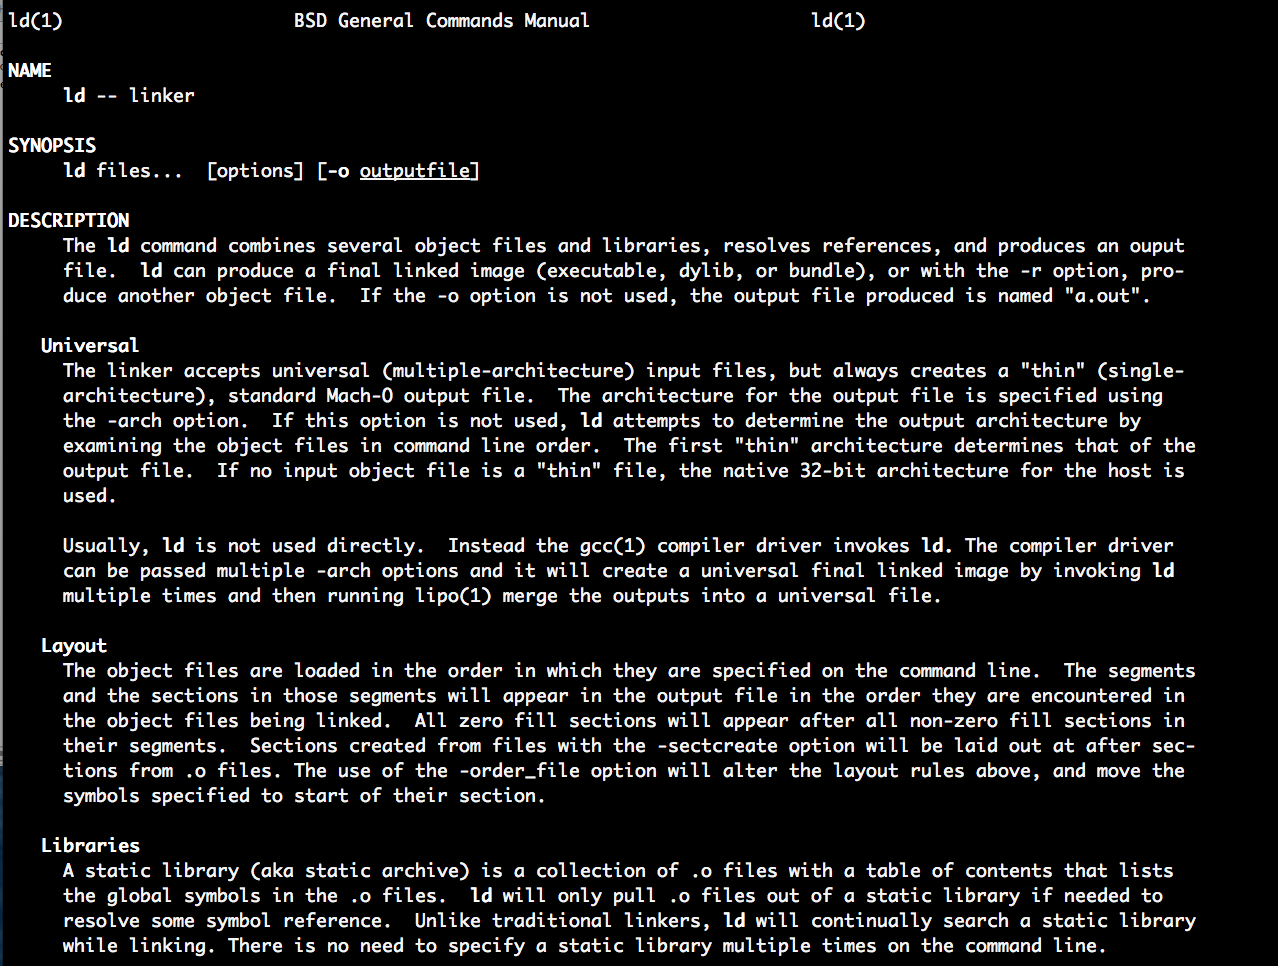 ld(1)                     BSD General Commands Manual                    ld(1)
NAME
ld -- linker
SYNOPSIS
ld files...  [options] [-o outputfile]
DESCRIPTION
The ld command combines several object files and libraries, resolves references, and produces an ouput
file.  ld can produce a final linked image (executable, dylib, or bundle), or with the -r option, pro-
duce another object file.  If the -o option is not used, the output file produced is named "a.out".
Universal
The linker accepts universal (multiple-architecture) input files, but always creates a "thin" (single-
architecture), standard Mach-O output file.  The architecture for the output file is specified using
the -arch option.  If this option is not used, ld attempts to determine the output architecture by
examining the object files in command line order.  The first "thin" architecture determines that of the
output file.  If no input object file is a "thin" file, the native 32-bit architecture for the host is
used.
Usually, ld is not used directly.  Instead the gcc(1) compiler driver invokes ld. The compiler driver
can be passed multiple -arch options and it will create a universal final linked image by invoking ld
multiple times and then running lipo(1) merge the outputs into a universal file.
Layout
The object files are loaded in the order in which they are specified on the command line.  The segments
and the sections in those segments will appear in the output file in the order they are encountered in
the object files being linked.  All zero fill sections will appear after all non-zero fill sections in
their segments.  Sections created from files with the -sectcreate option will be laid out at after sec-
tions from .o files. The use of the -order_file option will alter the layout rules above, and move the
symbols specified to start of their section.
Libraries
A static library (aka static archive) is a collection of .o files with a table of contents that lists
the global symbols in the .o files.  ld will only pull .o files out of a static library if needed to
resolve some symbol reference.  Unlike traditional linkers, ld will continually search a static library
while linking. There is no need to specify a static library multiple times on the command line.